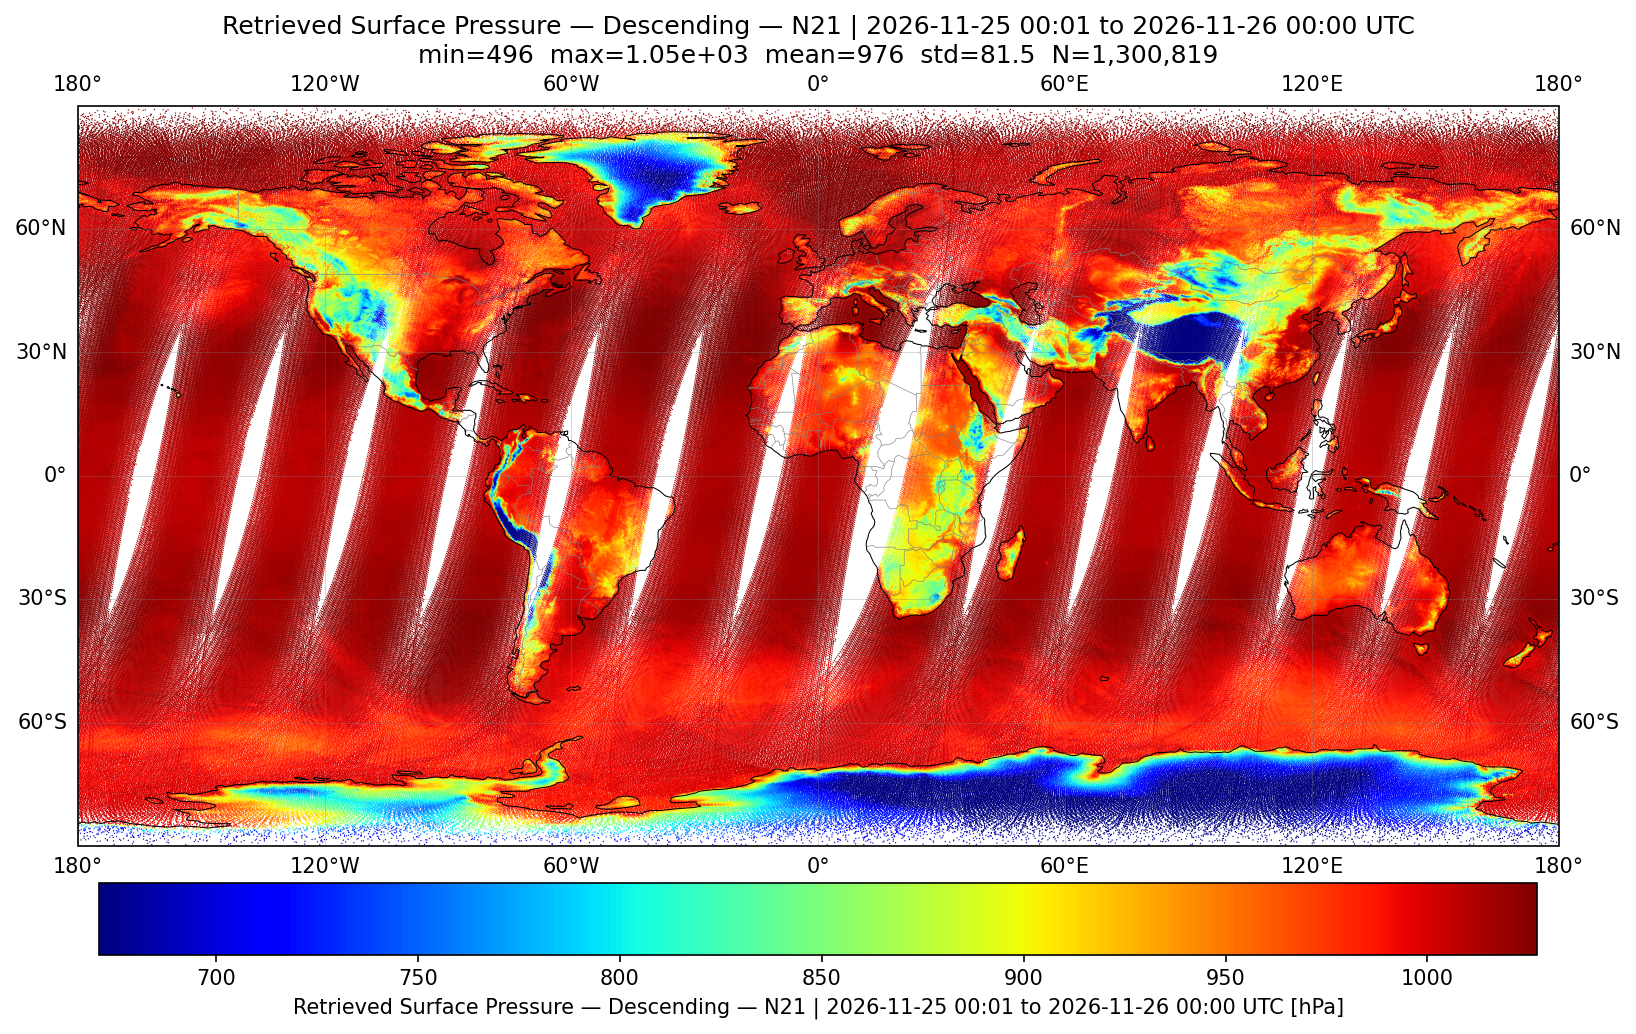 Retrieved Surface Pressure — Descending — N21 | 2026-11-25 00:01 to 2026-11-26 00:00 UTC
min=496 max=1.05e+03 mean=976 std=81.5 N=1,300,819
180° 120°W 60°W 0° 60°E 120°E 180°
60°N 60°N
30°N 30°N
0° 0°
30°S 30°S
60°S 60°S
180° 120°W 60°W 0° 60°E 120°E 180°
700 750 800 850 900 950 1000
Retrieved Surface Pressure — Descending — N21 | 2026-11-25 00:01 to 2026-11-26 00:00 UTC [hPa]